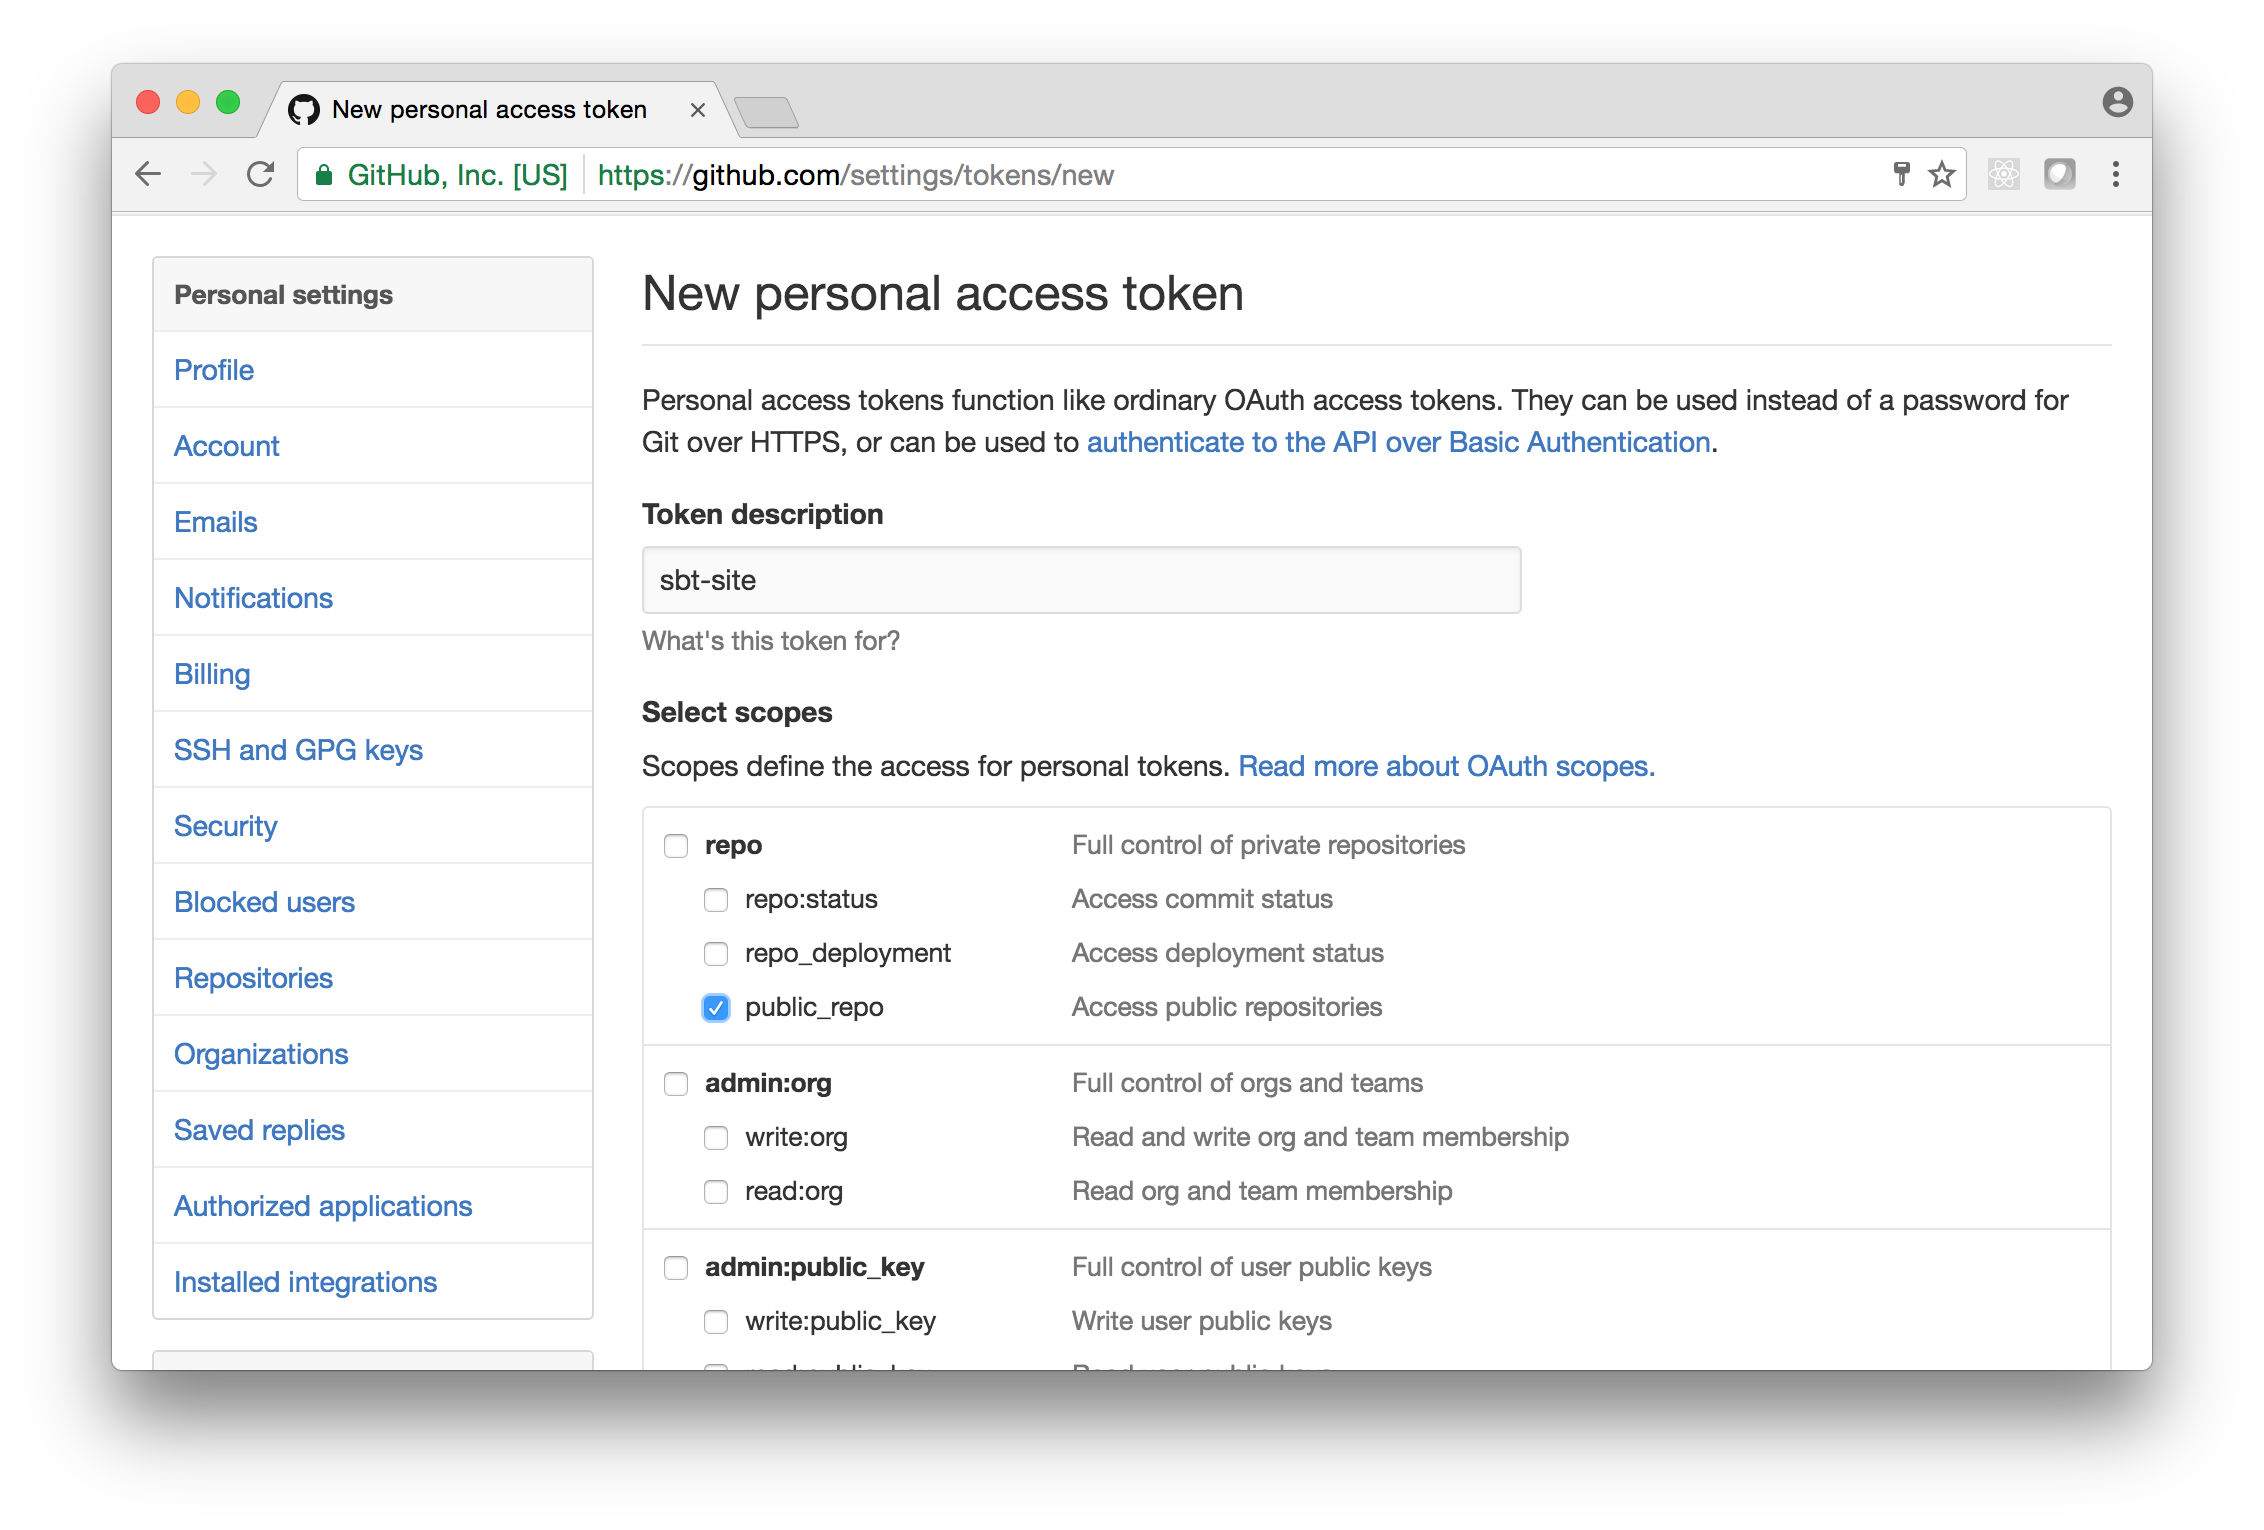 New personal access token
GitHub, Inc. [US] https://github.com/settings/tokens/new
Personal settings
Profile
Account
Emails
Notifications
Billing
SSH and GPG keys
Security
Blocked users
Repositories
Organizations
Saved replies
Authorized applications
Installed integrations
New personal access token
Personal access tokens function like ordinary OAuth access tokens. They can be used instead of a password for
Git over HTTPS, or can be used to authenticate to the API over Basic Authentication.
Token description
sbt-site
What's this token for?
Select scopes
Scopes define the access for personal tokens. Read more about OAuth scopes.
repo Full control of private repositories
repo:status Access commit status
repo_deployment Access deployment status
public_repo Access public repositories
admin:org Full control of orgs and teams
write:org Read and write org and team membership
read:org Read org and team membership
admin:public_key Full control of user public keys
write:public_key Write user public keys